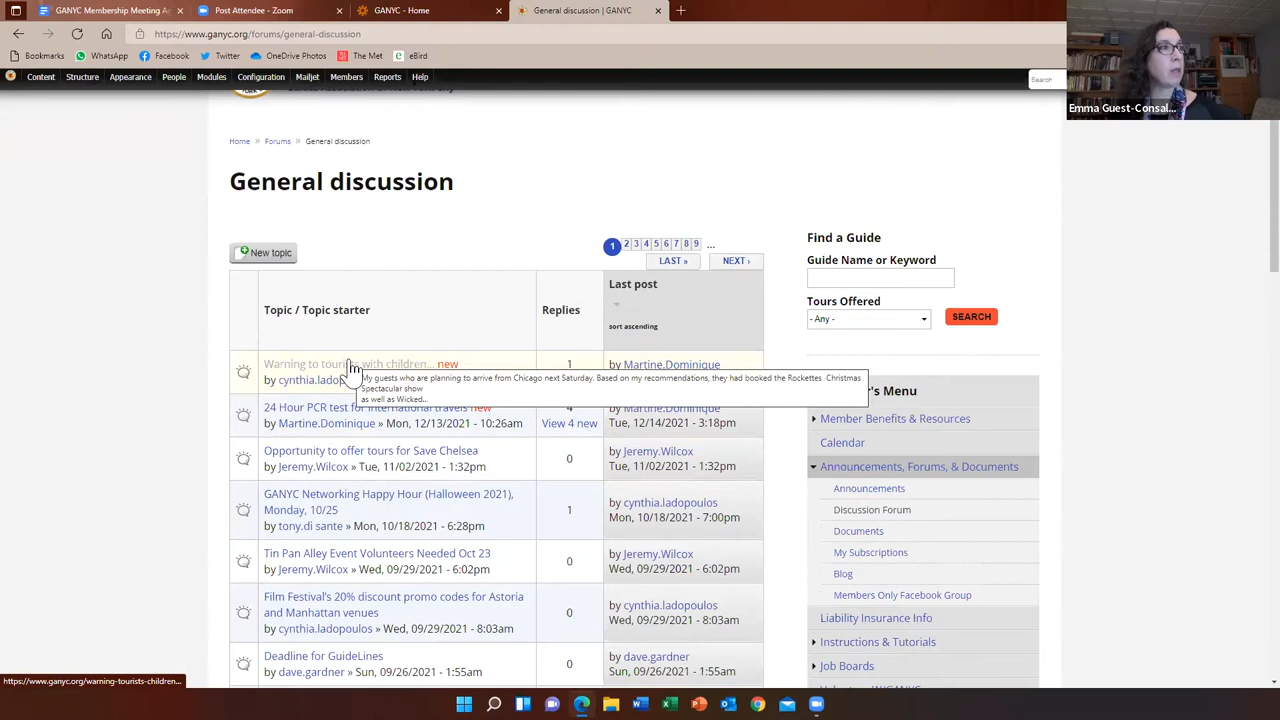 GANYC Membership Meeting Ag
Post Attendee - Zoom
GANYC - Home
General discussion | GANYC
https://www.ganyc.org/forums/general-discussion
Bookmarks WhatsApp Facebook Twitter OneDrive Photos The Met eBird
Content Structure Appearance People Modules Configuration Mailjet Members Reports Help
Search
Emma Guest-Consal...
Home » Forums » General discussion
General discussion
New topic
1 2 3 4 5 6 7 8 9 ...
LAST » NEXT ›
Topic / Topic starter
Replies
Last post
sort ascending
Warning to tourists with children... new
by cynthia.ladop
1
by Martine.Dominique
My guests who are planning to arrive from Chicago next Saturday. Based on my recommendations, they had booked the Rockettes Christmas
Spectacular show
as well as Wicked...
24 Hour PCR test for international travels new
by Martine.Dominique » Mon, 12/13/2021 - 10:26am
4
View 4 new
by Martine.Dominique
Tue, 12/14/2021 - 3:18pm
Opportunity to offer tours for Save Chelsea
by Jeremy.Wilcox » Tue, 11/02/2021 - 1:32pm
0
by Jeremy.Wilcox
Tue, 11/02/2021 - 1:32pm
GANYC Networking Happy Hour (Halloween 2021),
Monday, 10/25
by tony.di sante » Mon, 10/18/2021 - 6:28pm
1
by cynthia.ladopoulos
Mon, 10/18/2021 - 7:00pm
Tin Pan Alley Event Volunteers Needed Oct 23
by Jeremy.Wilcox » Wed, 09/29/2021 - 6:02pm
0
by Jeremy.Wilcox
Wed, 09/29/2021 - 6:02pm
Film Festival's 20% discount promo codes for Astoria
and Manhattan venues
by cynthia.ladopoulos » Wed, 09/29/2021 - 8:03am
0
by cynthia.ladopoulos
Wed, 09/29/2021 - 8:03am
Deadline for GuideLines
by dave.gardner » Sun, 09/26/2021 - 1:55am
0
by dave.gardner
Sun, 09/26/2021 - 1:55am
Find a Guide
Guide Name or Keyword
Tours Offered
- Any -
SEARCH
r's Menu
Member Benefits & Resources
Calendar
Announcements, Forums, & Documents
Announcements
Discussion Forum
Documents
My Subscriptions
Blog
Members Only Facebook Group
Liability Insurance Info
Instructions & Tutorials
Job Boards
https://www.ganyc.org/warning-tourists-children...